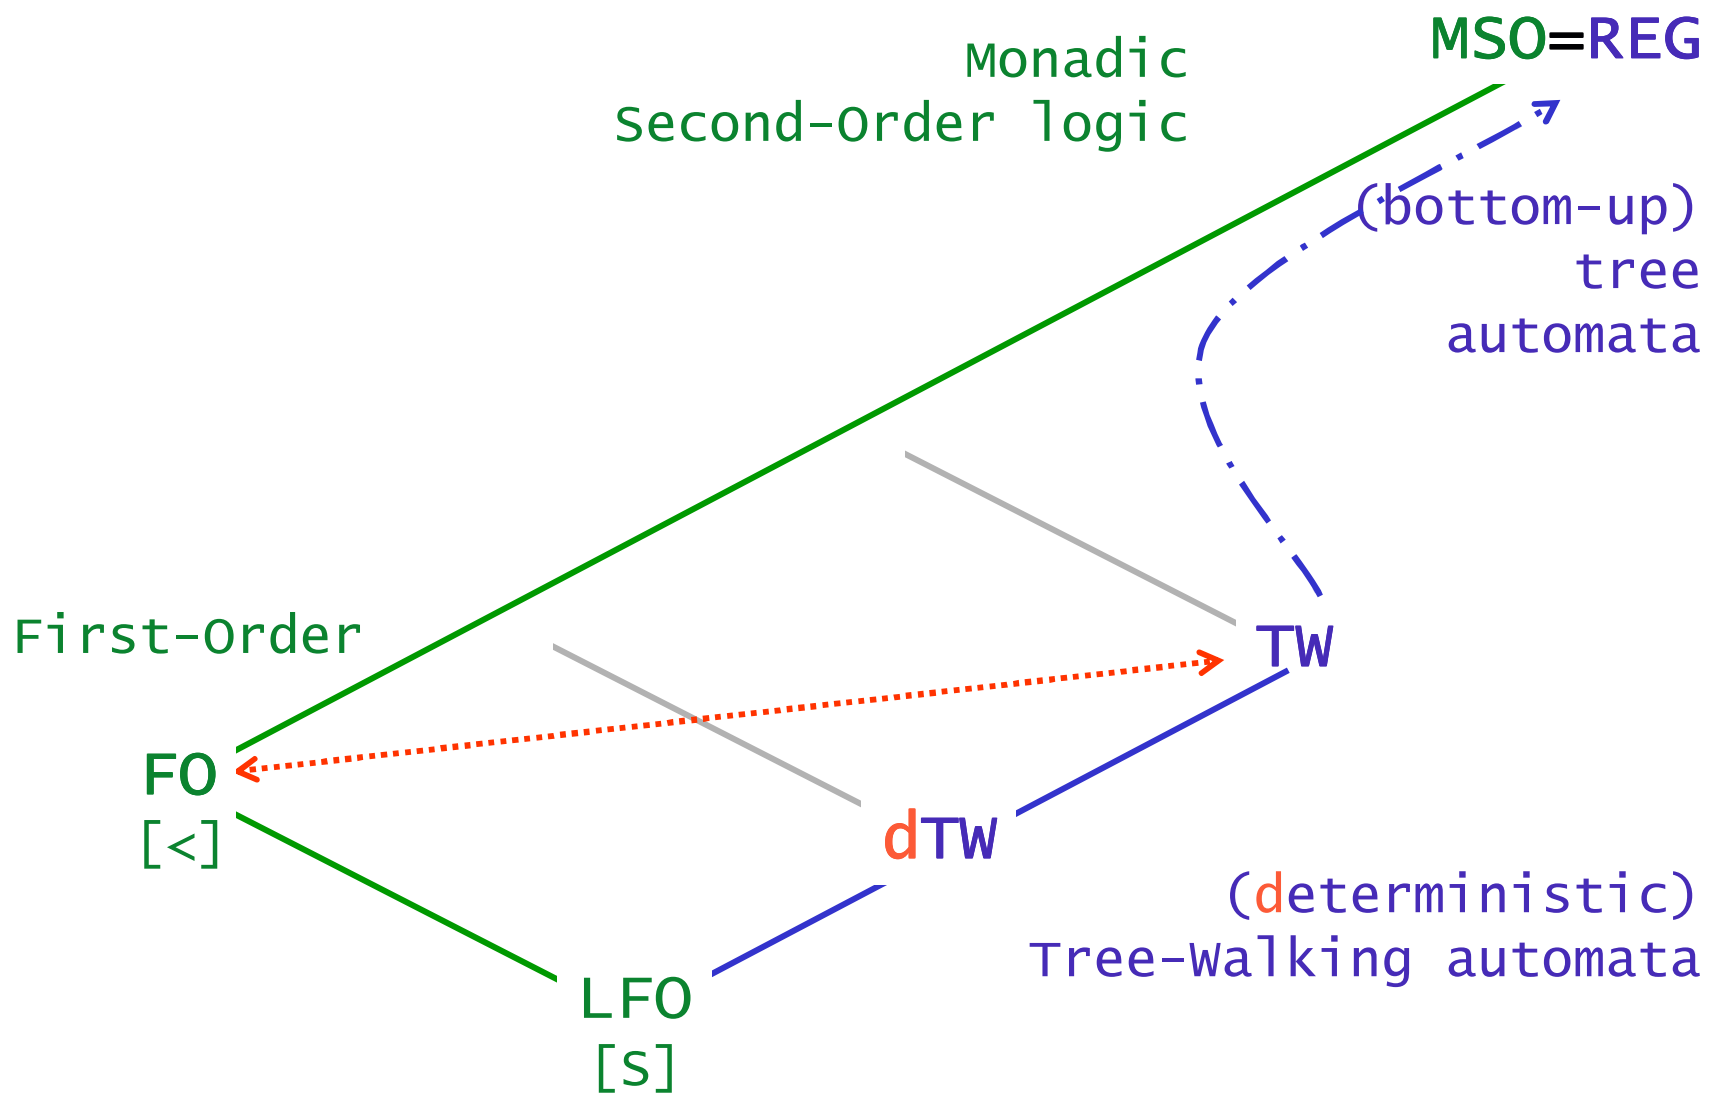 MSO=REG
Monadic
Second-Order logic
(bottom-up)
tree
automata
First-Order
TW
FO
[<]
dTW
(deterministic)
Tree-Walking automata
LFO
[S]